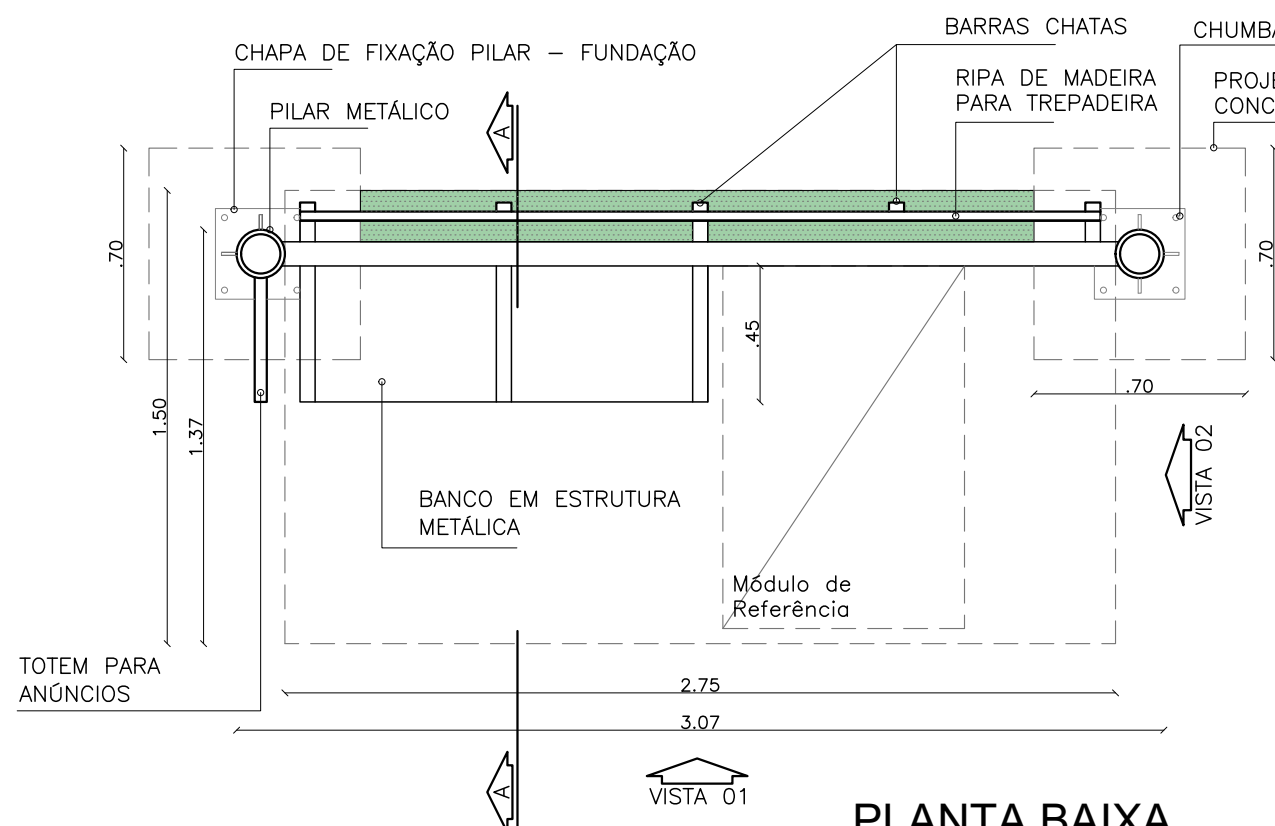 BARRAS CHATAS
CHAPA DE FIXAÇÃO PILAR – FUNDAÇÃO
RIPA DE MADEIRA
PARA TREPADEIRA
PILAR METÁLICO
A
.70
.70
.45
.70
1.50
1.37
VISTA 02
BANCO EM ESTRUTURA
METÁLICA
Módulo de
Referência
TOTEM PARA
ANÚNCIOS
2.75
3.07
A
VISTA 01
PLANTA BAIXA